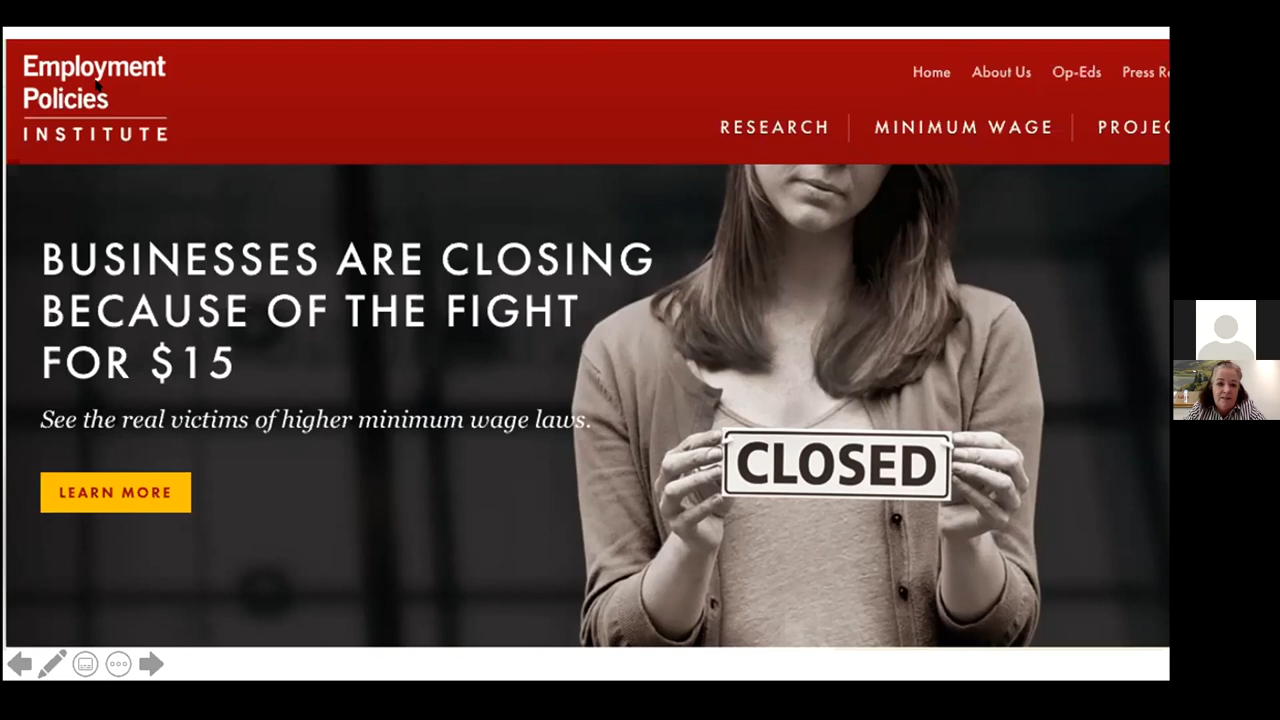 Employment
Policies
INSTITUTE
Home About Us Op-Eds Press
RESEARCH MINIMUM WAGE
BUSINESSES ARE CLOSING
BECAUSE OF THE FIGHT
FOR $15
See the real victims of higher minimum wage laws.
LEARN MORE
CLOSED